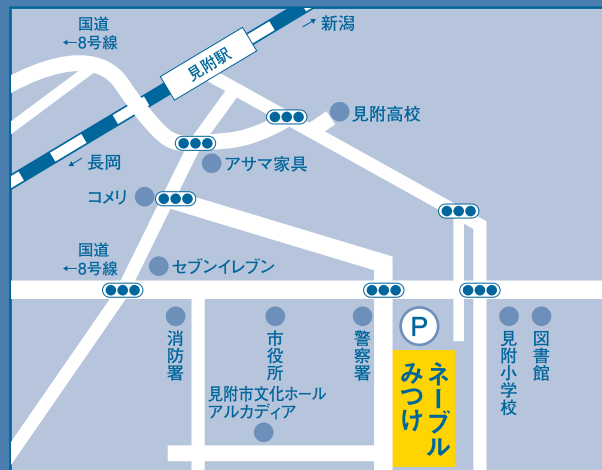 国道
←8号線
↗新潟
見附駅
見附高校
↙長岡
アサマ家具
コメリ
国道
←8号線
セブンイレブン
P
消防署
市役所
警察署
ネーブル
みつけ
見附小学校
図書館
見附市文化ホール
アルカディア